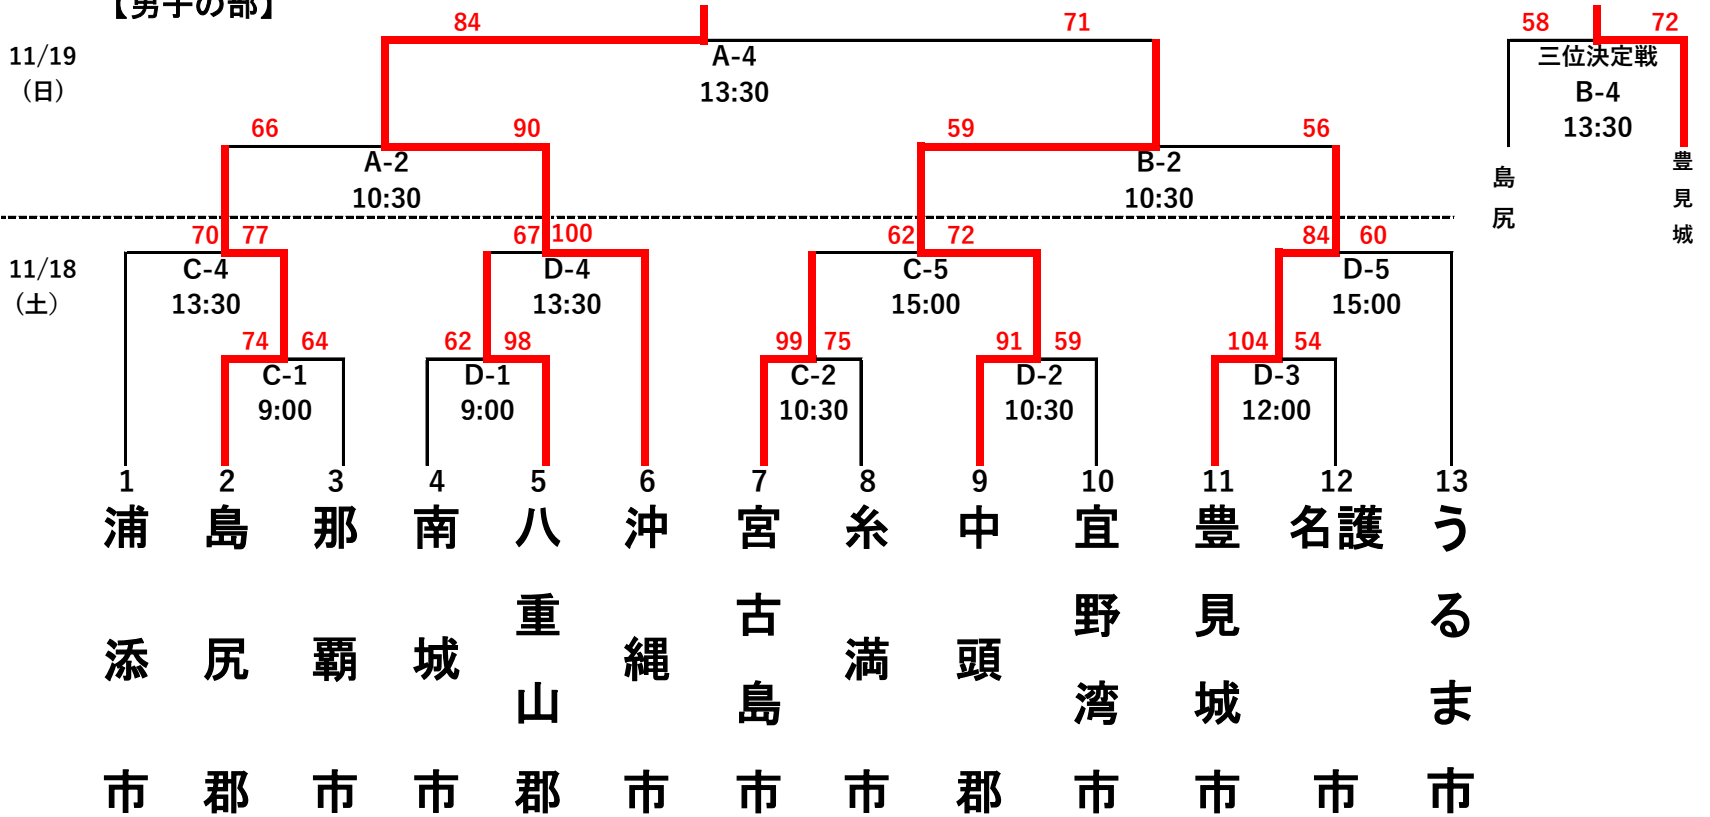 【男子の部】
84 71 58 72
11/19
（日）
A-4
13:30
三位決定戦
B-4
13:30
島尻
豊見城
66 90 59 56
A-2
10:30
B-2
10:30
70 77 67 100 62 72 84 60
11/18
（土）
C-4
13:30
D-4
13:30
C-5
15:00
D-5
15:00
74 64 62 98 99 75 91 59 104 54
C-1
9:00
D-1
9:00
C-2
10:30
D-2
10:30
D-3
12:00
1 2 3 4 5 6 7 8 9 10 11 12 13
浦添市
島尻郡
那覇市
南城市
八重山郡
沖縄市
宮古島市
糸満市
中頭郡
宜野湾市
豊見城市
名護市
うるま市